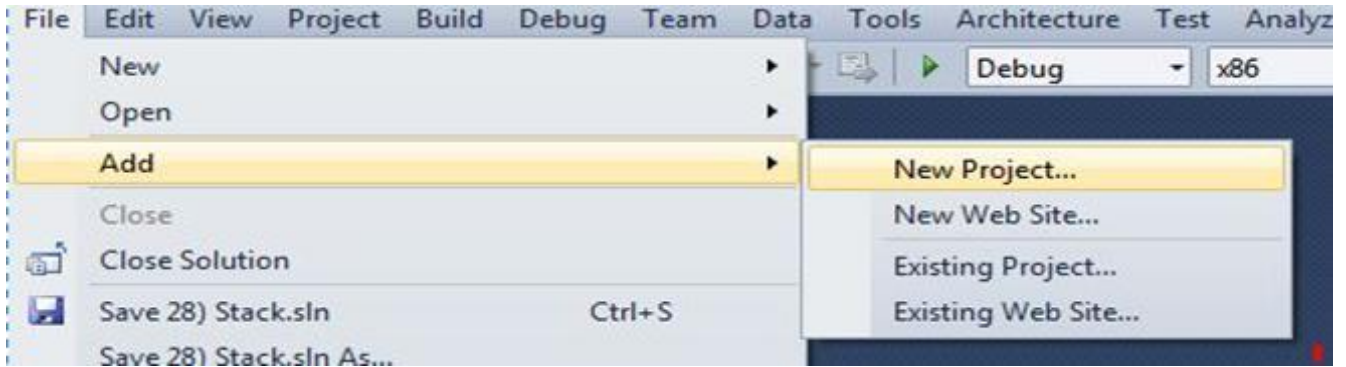 File Edit View Project Build Debug Team Data Tools Architecture Test Analyz
New
Debug x86
Open
Add
New Project...
Close
New Web Site...
Close Solution
Existing Project...
Save 28) Stack.sln Ctrl+S
Existing Web Site...
Save 28) Stack.sln As...